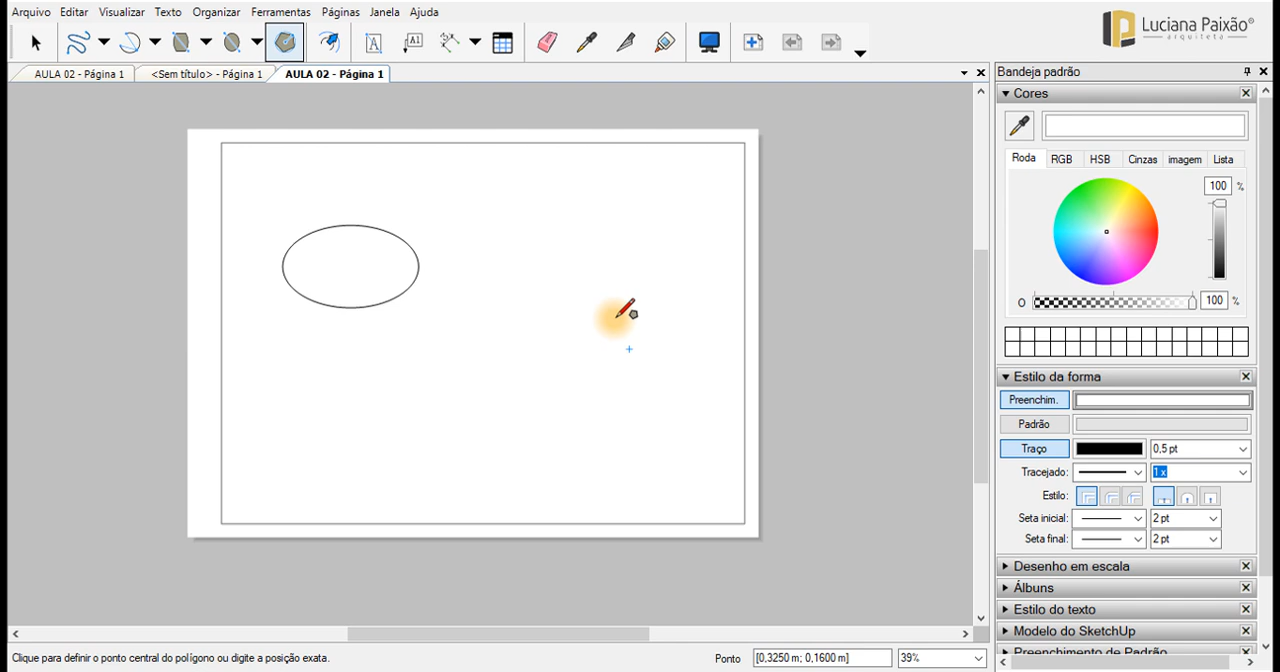 Arquivo Editar Visualizar Texto Organizar Ferramentas Páginas Janela Ajuda
Luciana Paixão®
arquiteta
A A1
AULA 02 - Página 1 <Sem título> - Página 1 AULA 02 - Página 1
Bandeja padrão
Cores
Roda RGB HSB Cinzas imagem Lista
100 %
O 100 %
Estilo da forma
Preenchim.
Padrão
Traço 0,5 pt
Tracejado: 1 x
Estilo:
Seta inicial: 2 pt
Seta final: 2 pt
Desenho em escala
Álbuns
Estilo do texto
Modelo do SketchUp
Preenchimento de Padrão
Clique para definir o ponto central do polígono ou digite a posição exata. Ponto [0,3250 m; 0,1600 m] 39%